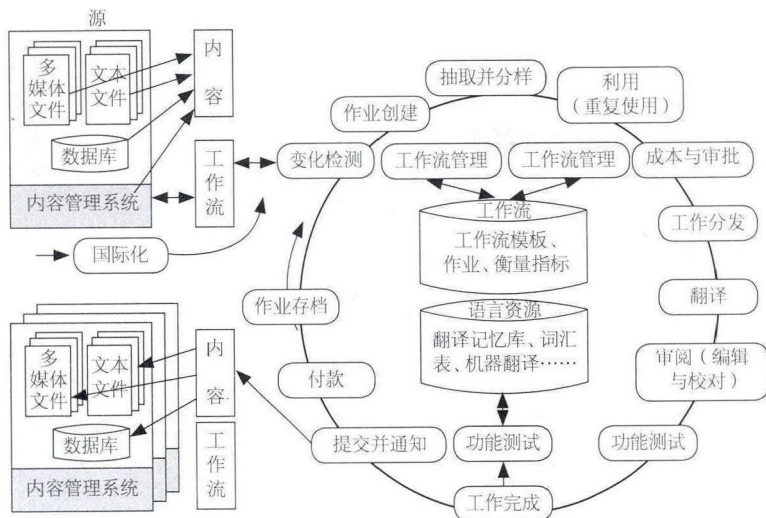 源
多
媒体
文件
文本
文件
数据库
内容管理系统
内
容
工
作
流
国际化
变化检测
作业创建
抽取并分样
利用
（重复使用）
成本与审批
工作分发
翻译
审阅（编辑
与校对）
功能测试
工作完成
提交并通知
付款
作业存档
工作流管理
工作流管理
工作流
工作流模板、
作业、衡量指标
语言资源
翻译记忆库、词汇
表、机器翻译……
功能测试
多
媒体
文件
文本
文件
数据库
内容管理系统
内
容
工
作
流